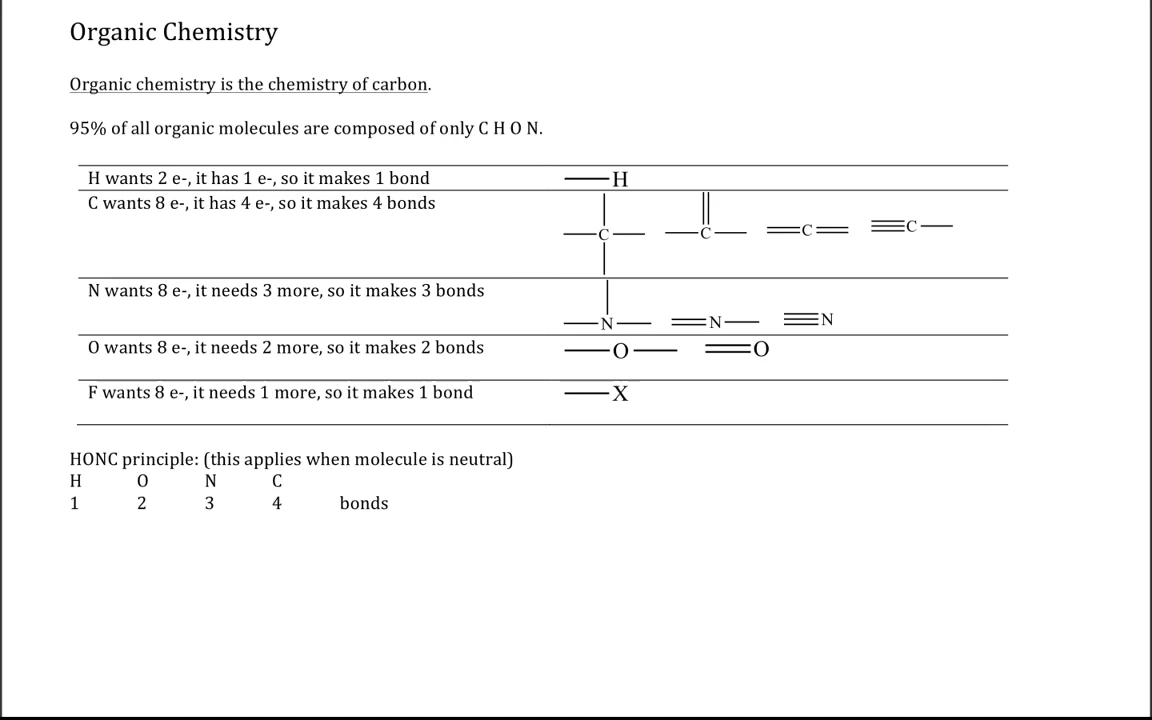 Organic Chemistry
Organic chemistry is the chemistry of carbon.
95% of all organic molecules are composed of only C H O N.
H wants 2 e-, it has 1 e-, so it makes 1 bond
H
C wants 8 e-, it has 4 e-, so it makes 4 bonds
C C C C
N wants 8 e-, it needs 3 more, so it makes 3 bonds
N N N
O wants 8 e-, it needs 2 more, so it makes 2 bonds
O O
F wants 8 e-, it needs 1 more, so it makes 1 bond
X
HONC principle: (this applies when molecule is neutral)
H O N C
1 2 3 4 bonds